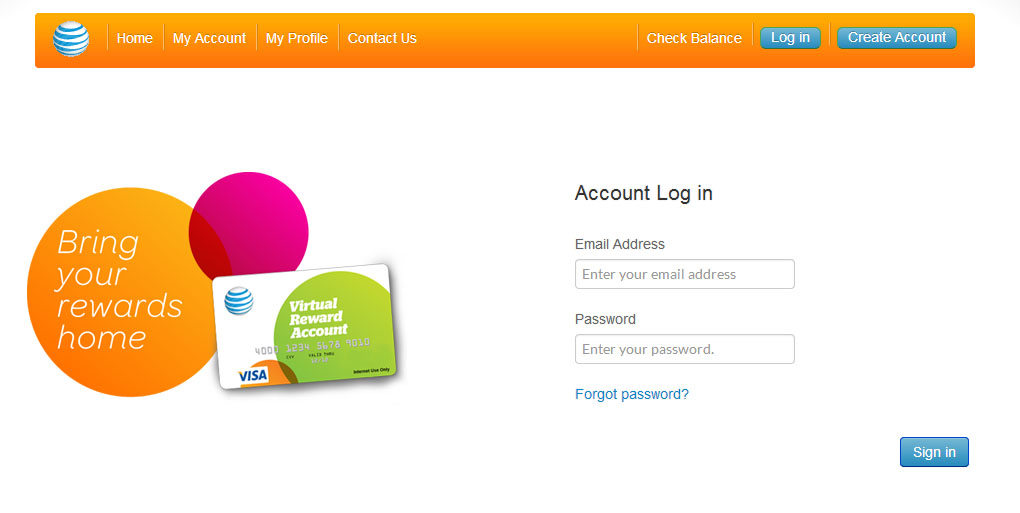 Home
My Account
My Profile
Contact Us
Check Balance
Log in
Create Account
Bring
your
rewards
home
Virtual
Reward
Account
4000 1234 5678 9010
VALID THRU
VISA
Internet Use Only
Account Log in
Email Address
Enter your email address
Password
Enter your password.
Forgot password?
Sign in